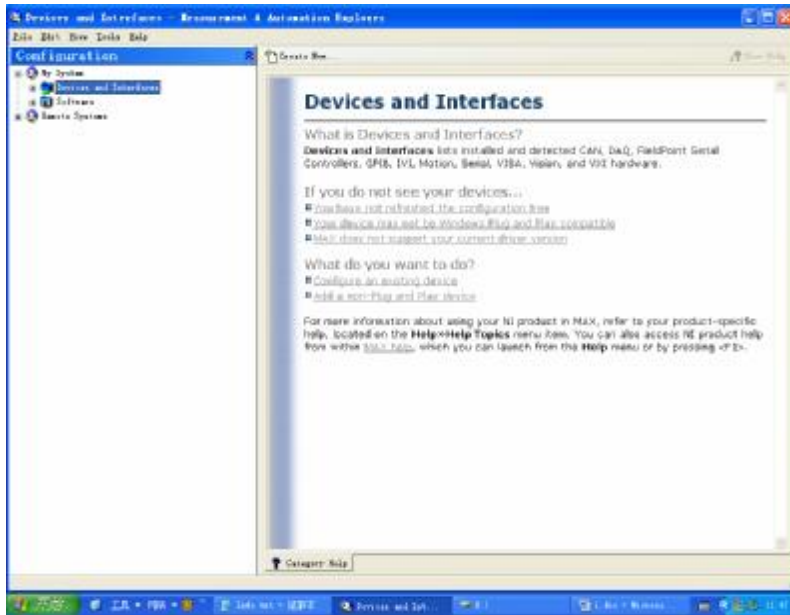 Devices and Interfaces - Measurement & Automation Explorer
File Edit View Tools Help
Configuration
Create New...
My System
Devices and Interfaces
Software
Remote Systems
Devices and Interfaces
What is Devices and Interfaces?
Devices and Interfaces lists installed and detected CAN, DAQ, FieldPoint Serial
Controllers, GPIB, IVI, Motion, Serial, VISA, Vision, and VXI hardware.
If you do not see your devices...
You have not refreshed the configuration tree
Your device may not be Windows Plug and Play compatible
MAX does not support your current driver version
What do you want to do?
Configure an existing device
Add a non-Plug and Play device
For more information about using your NI product in MAX, refer to your product-specific
help, located on the Help»Help Topics menu item. You can also access NI product help
from within MAX help, which you can launch from the Help menu or by pressing <F1>.
Category Help
Devices and Int...